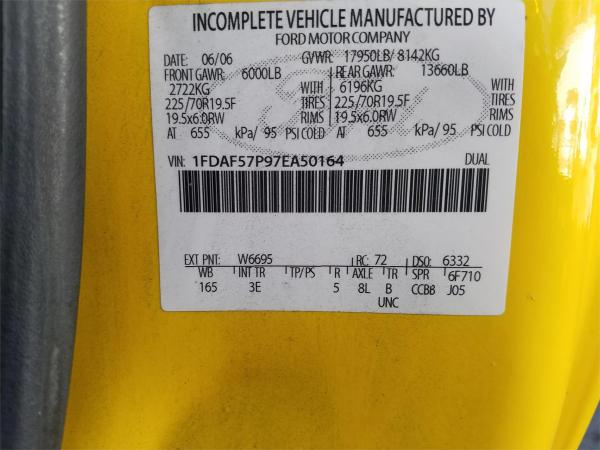 INCOMPLETE VEHICLE MANUFACTURED BY
FORD MOTOR COMPANY
DATE: 06/06 GVWR: 17950LB/ 8142KG
FRONT GAWR: 6000LB REAR GAWR: 13660LB
2722KG WITH 6196KG WITH
225/70R19.5F TIRES 225/70R19.5F TIRES
19.5x6.0RW RIMS 19.5x6.0RW RIMS
AT 655 kPa/ 95 PSI COLD AT 655 kPa/ 95 PSI COLD
VIN: 1FDAF57P97EA50164 DUAL
EXT PNT: W6695 RC: 72 DSO: 6332
WB INT TR TP/PS R AXLE TR SPR 6F710
165 3E 5 8L B CCBB J05
UNC